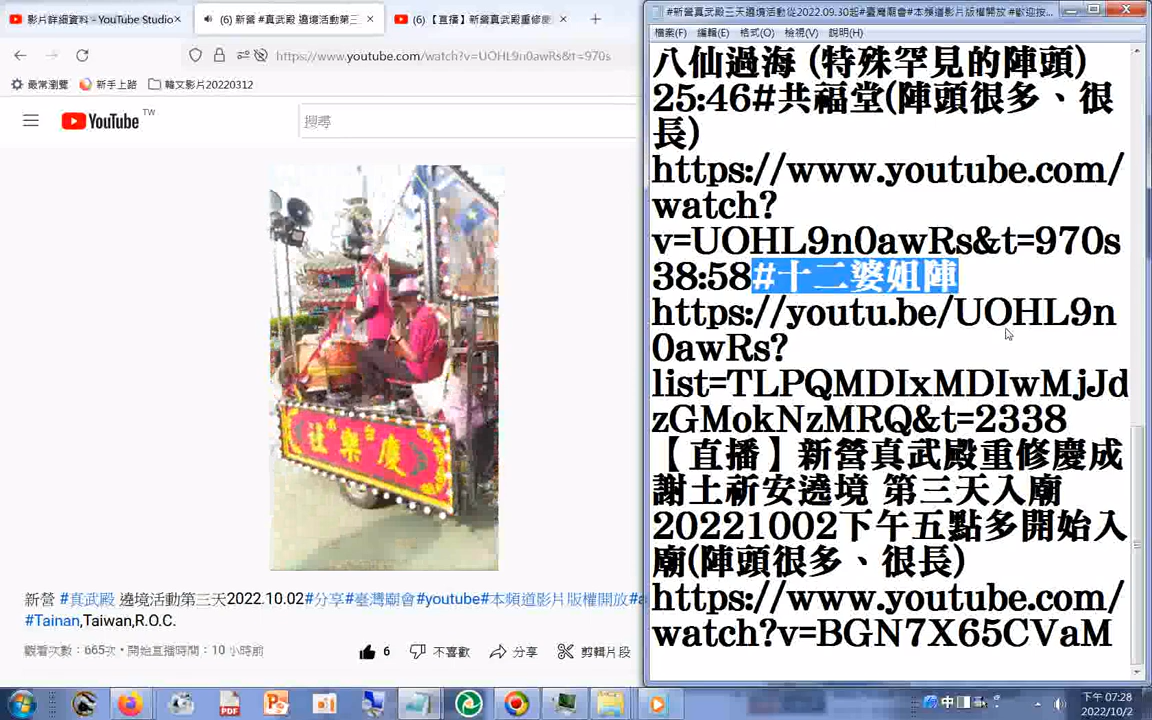 影片詳細資料 - YouTube Studio
(6) 新營 #真武殿 遶境活動第三
(6)【直播】新營真武殿重修慶
https://www.youtube.com/watch?v=UOHL9n0awRs&t=970s
最常瀏覽
新手上路
翰文影片20220312
YouTube TW
搜尋
社樂慶
台
新營 #真武殿 遶境活動第三天2022.10.02#分享#臺灣廟會#youtube#本頻道影片版權開放#a
#Tainan,Taiwan,R.O.C.
觀看次數：665次 • 開始直播時間：10 小時前
6
不喜歡
分享
剪輯片段
#新營真武殿三天遶境活動從2022.09.30起#臺灣廟會#本頻道影片版權開放 #歡迎按...
檔案(F) 編輯(E) 格式(O) 檢視(V) 說明(H)
八仙過海 (特殊罕見的陣頭)
25:46#共福堂(陣頭很多、很
長)
https://www.youtube.com/
watch?
v=UOHL9n0awRs&t=970s
38:58#十二婆姐陣
https://youtu.be/UOHL9n
0awRs?
list=TLPQMDIxMDIwMjJd
zGMokNzMRQ&t=2338
【直播】新營真武殿重修慶成
謝土祈安遶境 第三天入廟
20221002下午五點多開始入
廟(陣頭很多、很長)
https://www.youtube.com/
watch?v=BGN7X65CVaM
中
下午 07:28
2022/10/2